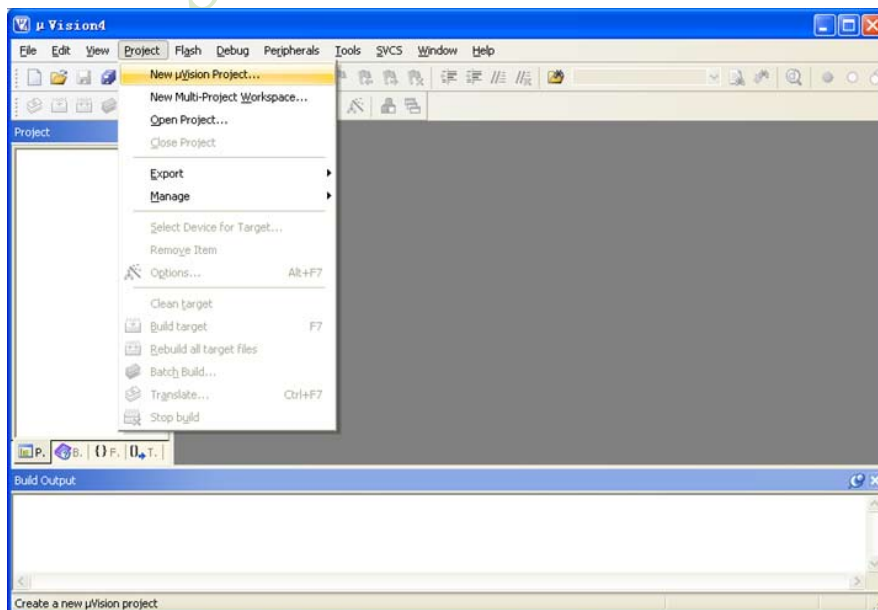 μ Vision4
File Edit View Project Flash Debug Peripherals Tools SVCS Window Help
New μVision Project...
New Multi-Project Workspace...
Project
Open Project...
Close Project
Export
Manage
Select Device for Target...
Remove Item
Options... Alt+F7
Clean target
Build target F7
Rebuild all target files
Batch Build...
Translate... Ctrl+F7
Stop build
P. B. {} F. 0 T.
Build Output
Create a new μVision project